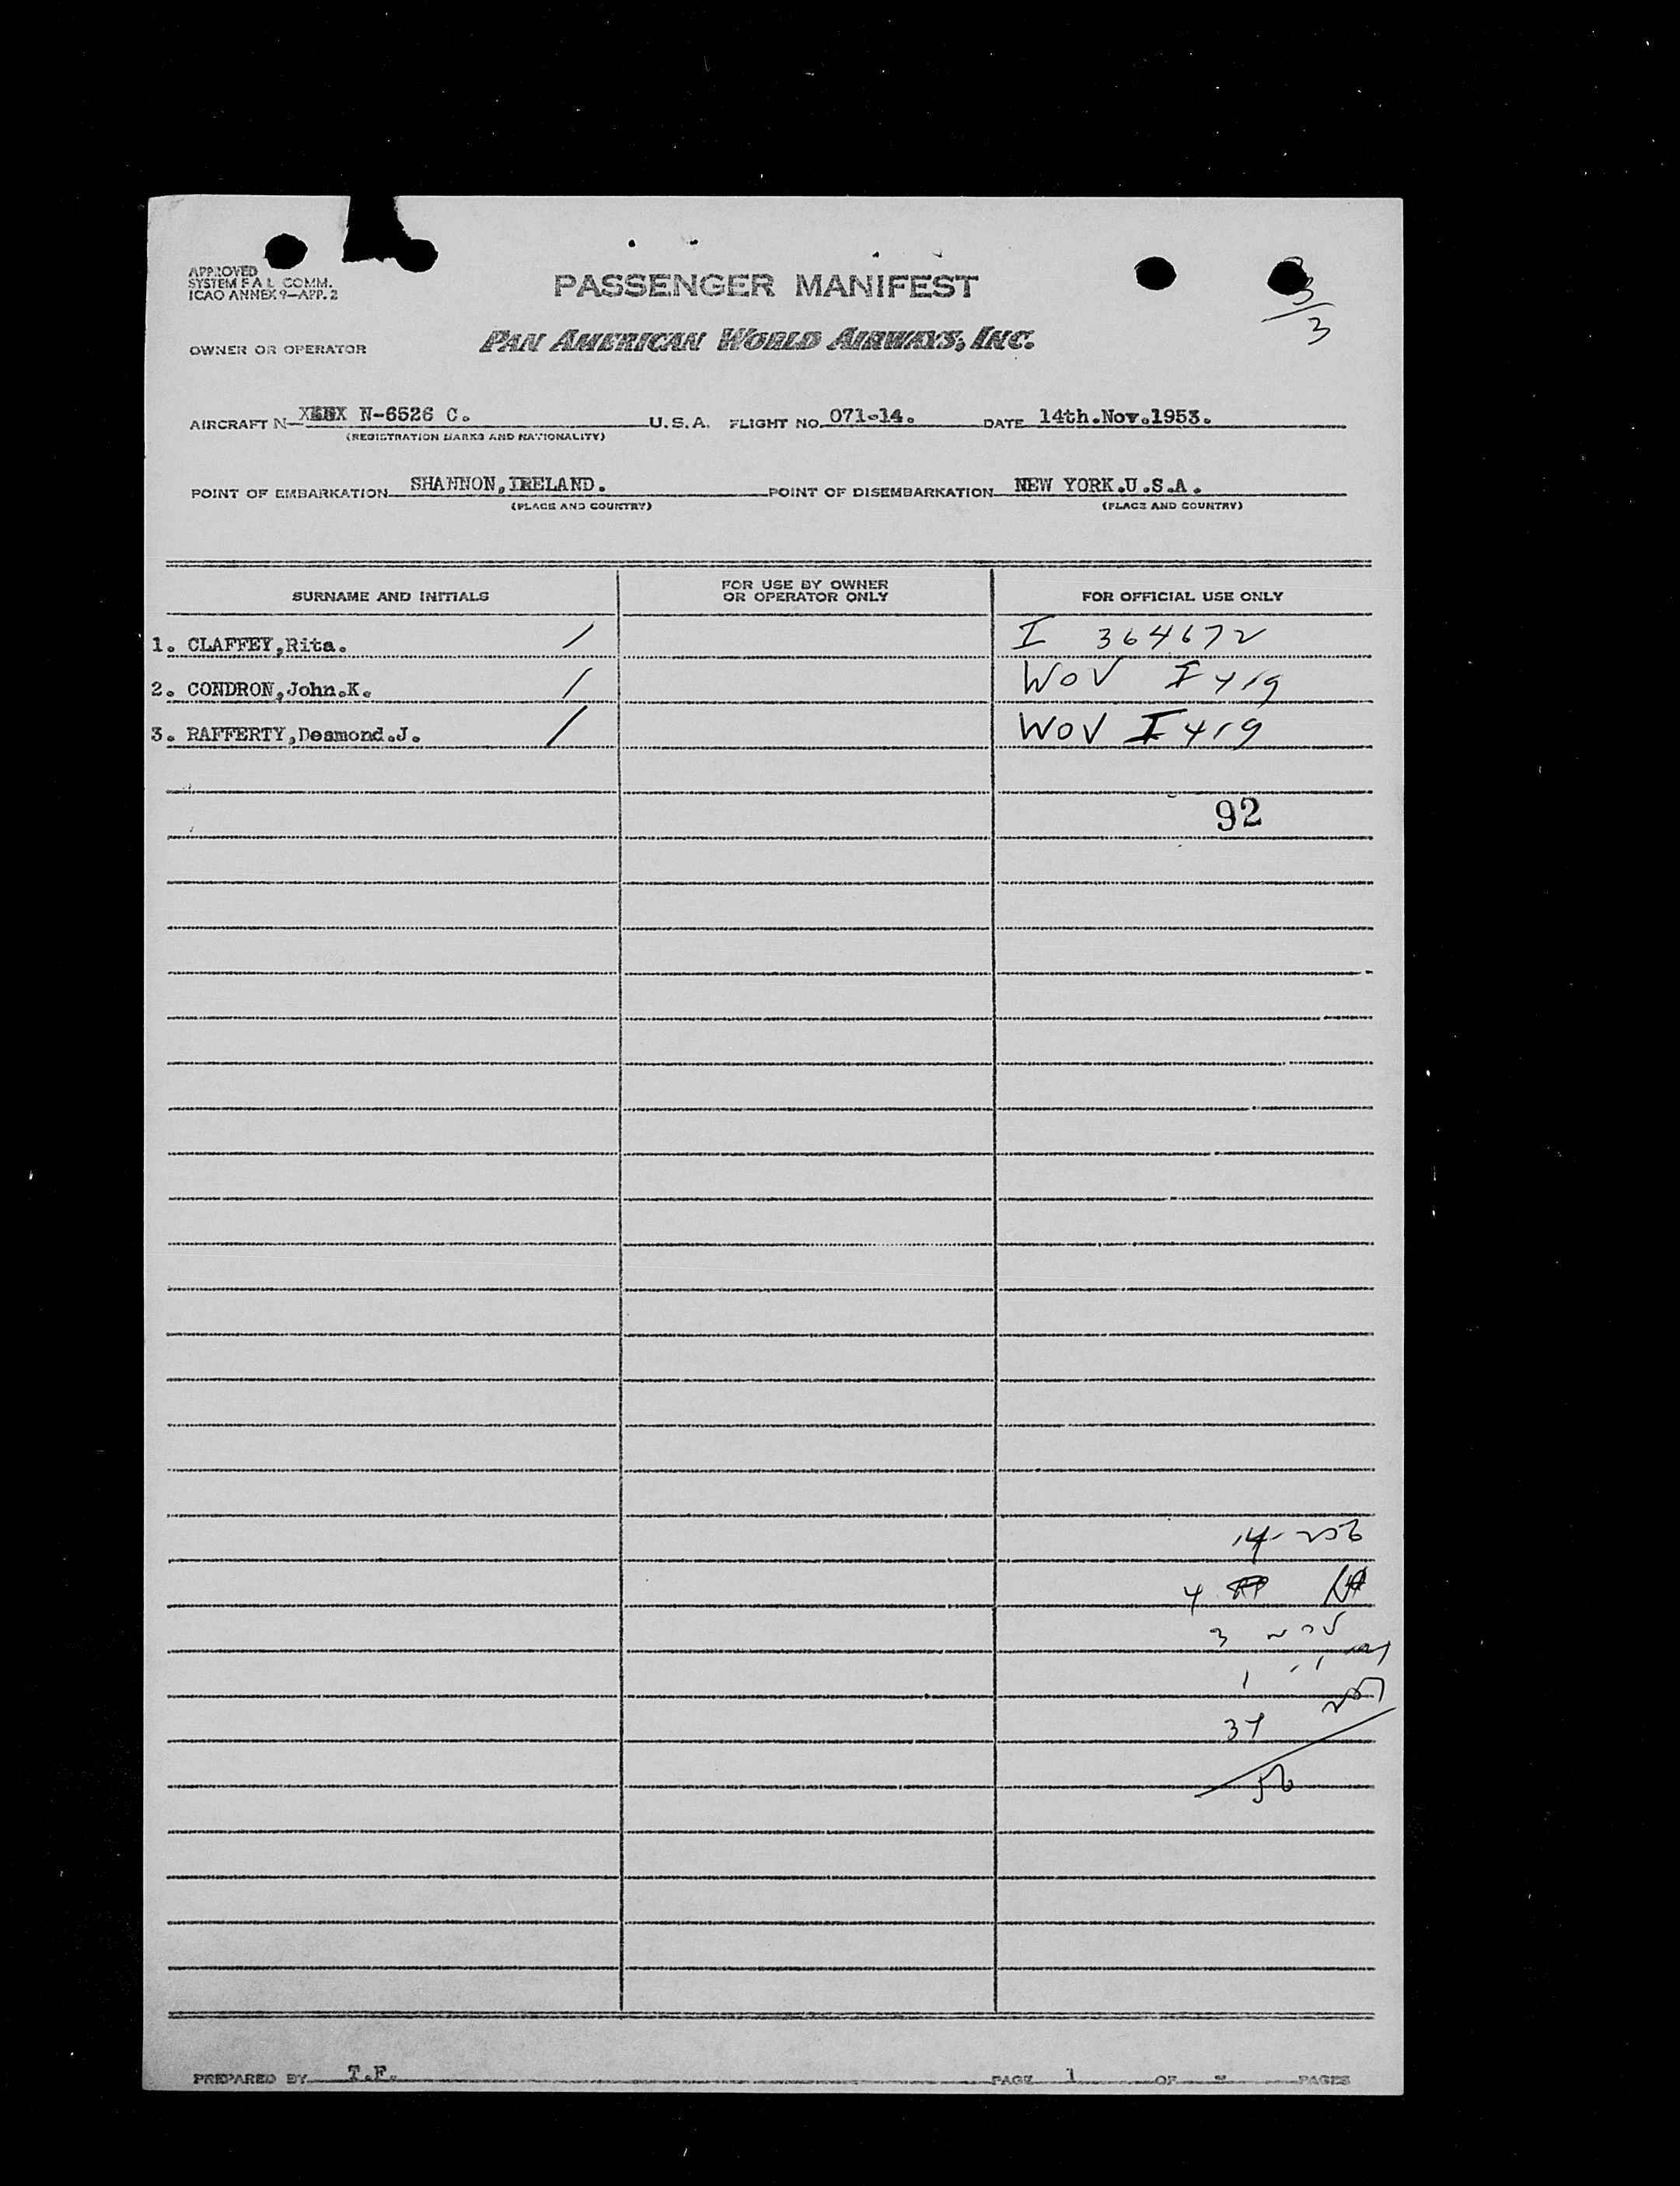 APPROVED
SYSTEM F A L COMM.
ICAO ANNEX 9—APP. 2
PASSENGER MANIFEST
3
3
OWNER OR OPERATOR
PAN AMERICAN WORLD AIRWAYS, INC.
AIRCRAFT N N-6526 C. U.S.A. FLIGHT NO. 071-14. DATE 14th.Nov.1953.
(REGISTRATION MARKS AND NATIONALITY)
POINT OF EMBARKATION SHANNON,IRELAND. POINT OF DISEMBARKATION NEW YORK.U.S.A.
(PLACE AND COUNTRY) (PLACE AND COUNTRY)
SURNAME AND INITIALS FOR USE BY OWNER OR OPERATOR ONLY FOR OFFICIAL USE ONLY
1. CLAFFEY,Rita. / I 364672
2. CONDRON,John.K. / WOV I 419
3. RAFFERTY,Desmond.J. / WOV I 419
92
14-
4
3
1
PREPARED BY T.F. PAGE 1 OF - PAGES